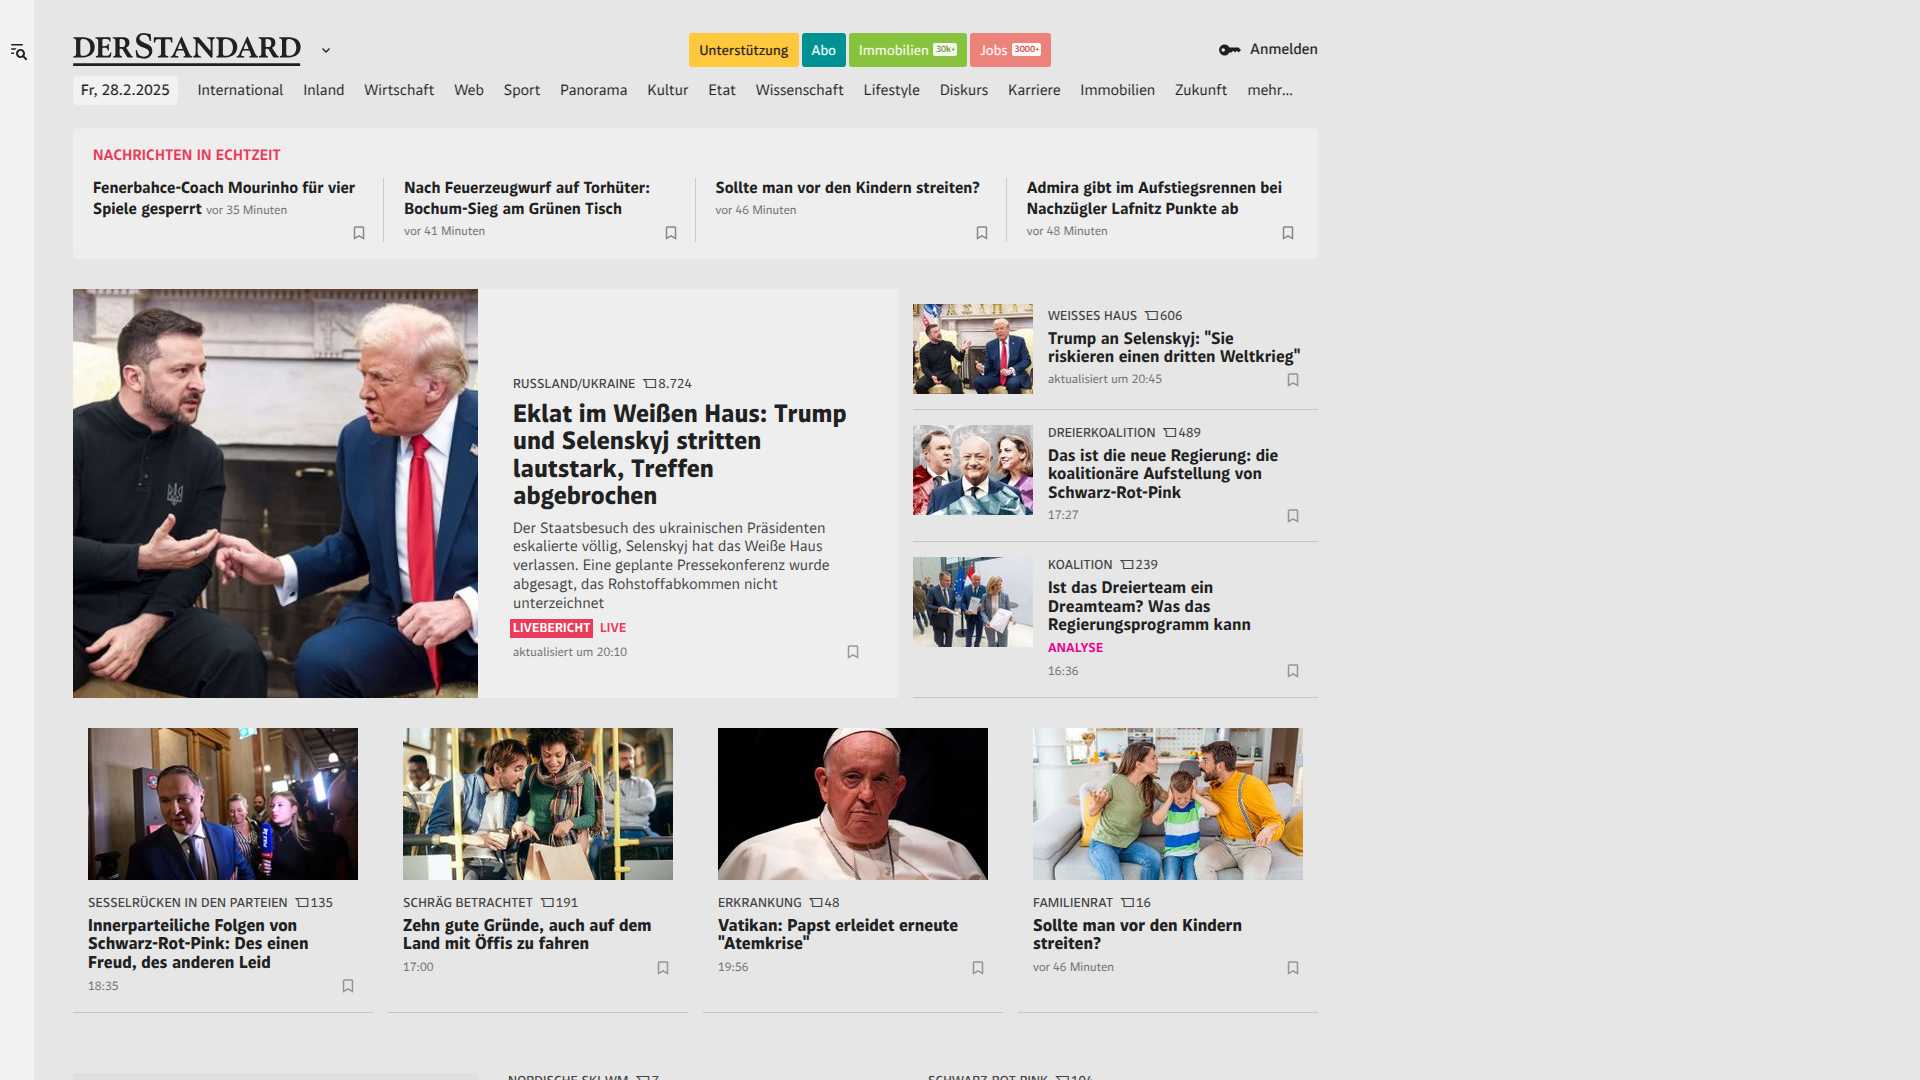 DERSTANDARD
Unterstützung
Abo
Immobilien 30k+
Jobs 3000+
Anmelden
Fr, 28.2.2025
International
Inland
Wirtschaft
Web
Sport
Panorama
Kultur
Etat
Wissenschaft
Lifestyle
Diskurs
Karriere
Immobilien
Zukunft
mehr...
NACHRICHTEN IN ECHTZEIT
Fenerbahce-Coach Mourinho für vier
Spiele gesperrt vor 35 Minuten
Nach Feuerzeugwurf auf Torhüter:
Bochum-Sieg am Grünen Tisch
vor 41 Minuten
Sollte man vor den Kindern streiten?
vor 46 Minuten
Admira gibt im Aufstiegsrennen bei
Nachzügler Lafnitz Punkte ab
vor 48 Minuten
RUSSLAND/UKRAINE 8.724
Eklat im Weißen Haus: Trump
und Selenskyj stritten
lautstark, Treffen
abgebrochen
Der Staatsbesuch des ukrainischen Präsidenten
eskalierte völlig, Selenskyj hat das Weiße Haus
verlassen. Eine geplante Pressekonferenz wurde
abgesagt, das Rohstoffabkommen nicht
unterzeichnet
LIVEBERICHT LIVE
aktualisiert um 20:10
WEISSES HAUS 606
Trump an Selenskyj: "Sie
riskieren einen dritten Weltkrieg"
aktualisiert um 20:45
DREIERKOALITION 489
Das ist die neue Regierung: die
koalitionäre Aufstellung von
Schwarz-Rot-Pink
17:27
KOALITION 239
Ist das Dreierteam ein
Dreamteam? Was das
Regierungsprogramm kann
ANALYSE
16:36
SESSELRÜCKEN IN DEN PARTEIEN 135
Innerparteiliche Folgen von
Schwarz-Rot-Pink: Des einen
Freud, des anderen Leid
18:35
SCHRÄG BETRACHTET 191
Zehn gute Gründe, auch auf dem
Land mit Öffis zu fahren
17:00
ERKRANKUNG 48
Vatikan: Papst erleidet erneute
"Atemkrise"
19:56
FAMILIENRAT 16
Sollte man vor den Kindern
streiten?
vor 46 Minuten
NORDISCHE SKI-WM 7
SCHWARZ-ROT-PINK 104